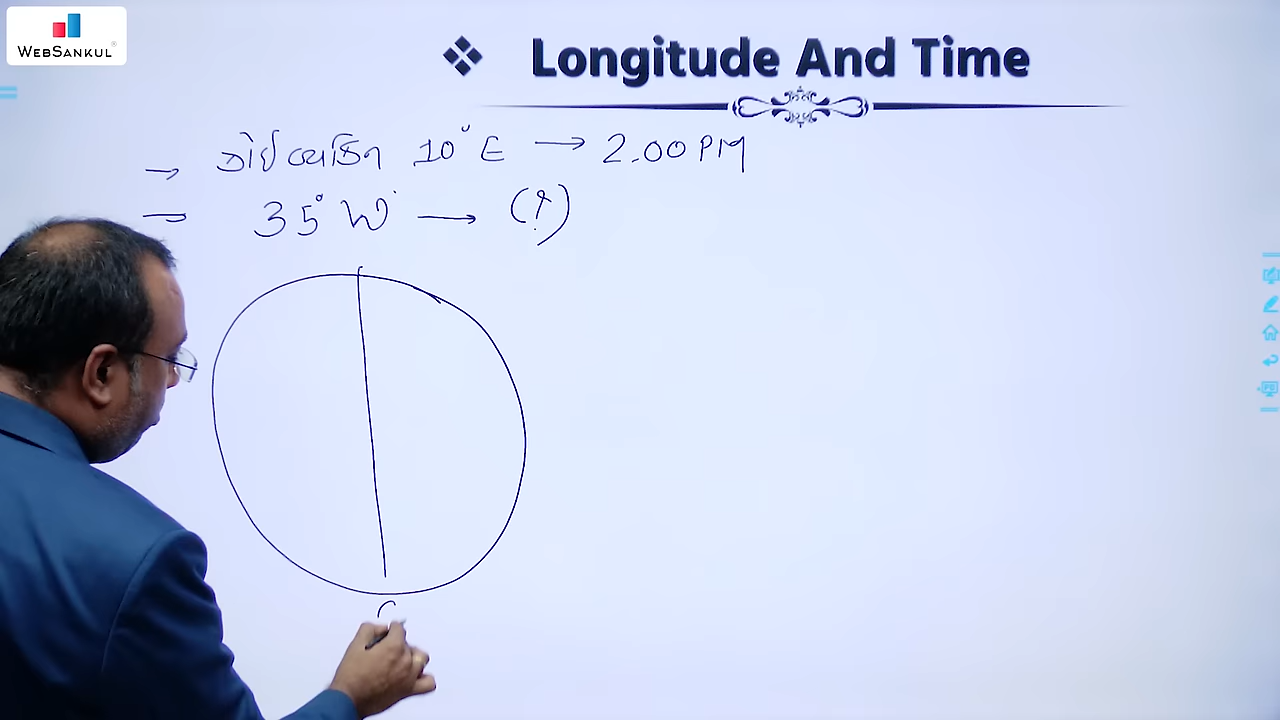 WEBSANKUL®
❖ Longitude And Time
→ કોઈ વ્યક્તિ 10° E → 2.00 PM
→ 35° W → (?)